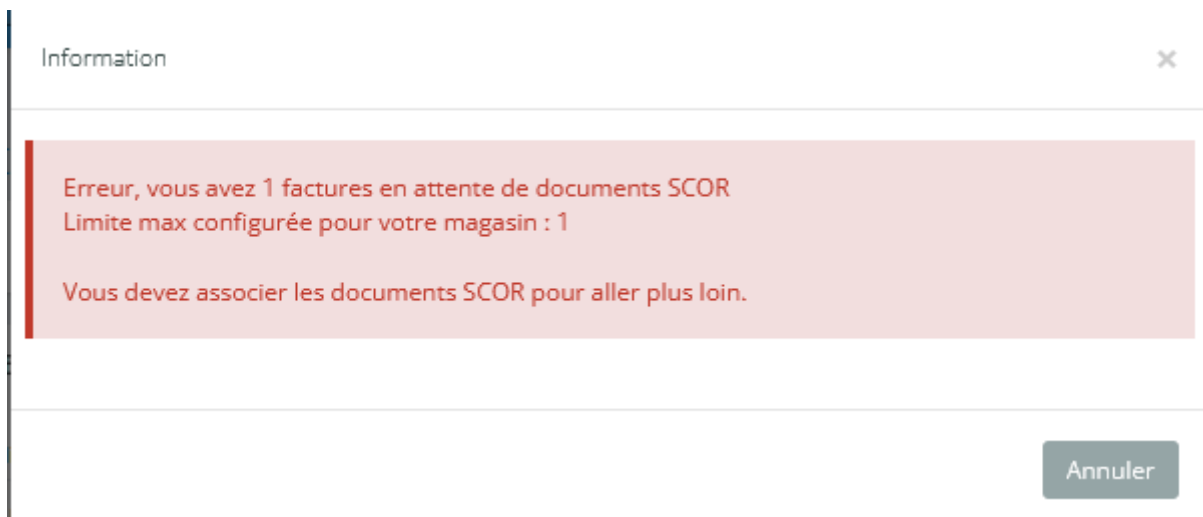 Information
×
Erreur, vous avez 1 factures en attente de documents SCOR
Limite max configurée pour votre magasin : 1
Vous devez associer les documents SCOR pour aller plus loin.
Annuler